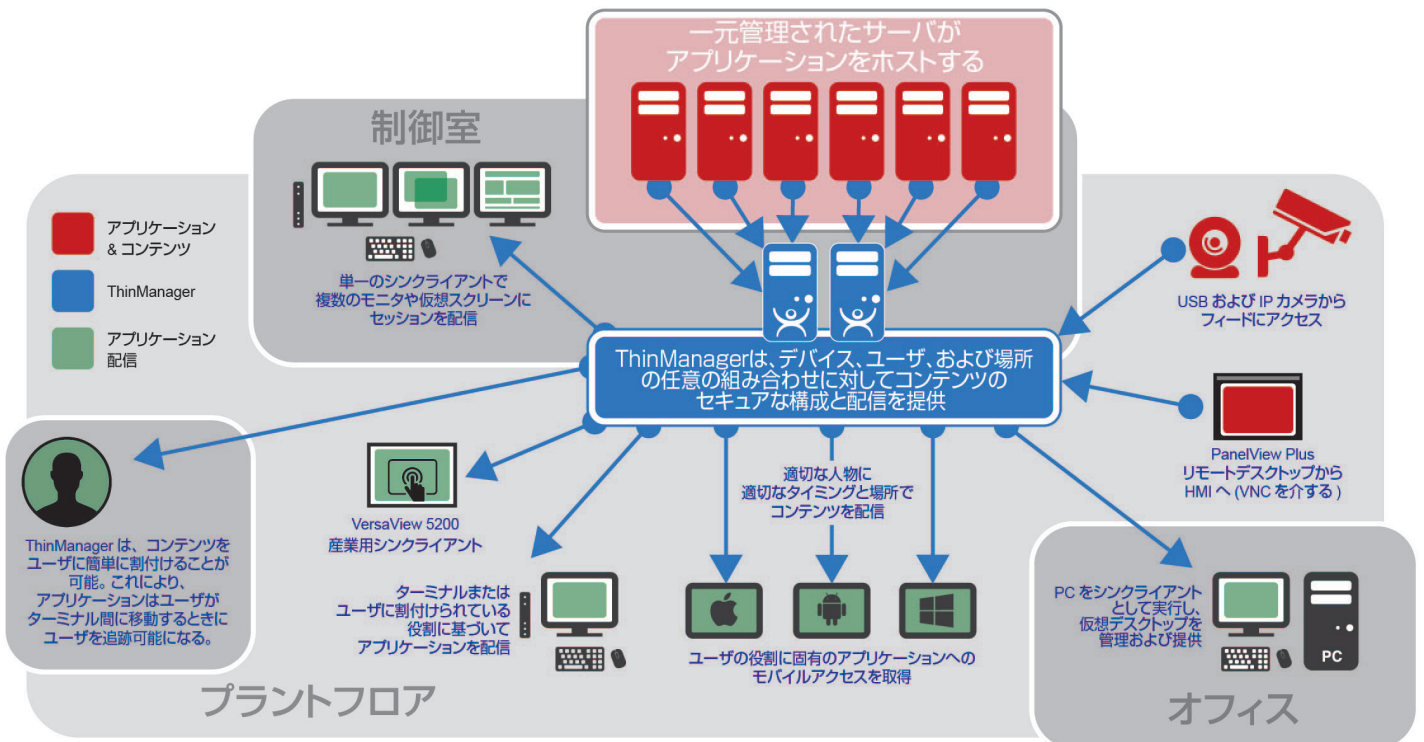 一元管理されたサーバが
アプリケーションをホストする
制御室
単一のシンクライアントで
複数のモニタや仮想スクリーンに
セッションを配信
アプリケーション
& コンテンツ
ThinManager
アプリケーション
配信
USB および IP カメラから
フィードにアクセス
ThinManagerは、デバイス、ユーザ、および場所
の任意の組み合わせに対してコンテンツの
セキュアな構成と配信を提供
PanelView Plus
リモートデスクトップから
HMI へ (VNC を介する )
ThinManager は、コンテンツを
ユーザに簡単に割付けることが
可能。これにより、
アプリケーションはユーザが
ターミナル間に移動するときに
ユーザを追跡可能になる。
VersaView 5200
産業用シンクライアント
適切な人物に
適切なタイミングと場所で
コンテンツを配信
ターミナルまたは
ユーザに割付けられている
役割に基づいて
アプリケーションを配信
ユーザの役割に固有のアプリケーションへの
モバイルアクセスを取得
PC をシンクライアント
として実行し、
仮想デスクトップを
管理および提供
PC
プラントフロア
オフィス